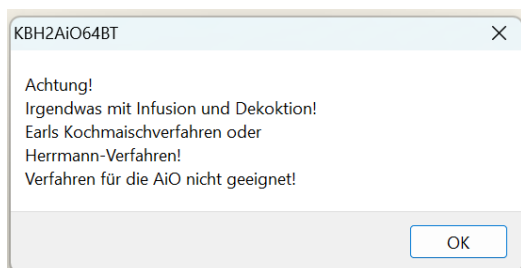 KBH2AiO64BT
Achtung!
Irgendwas mit Infusion und Dekoktion!
Earls Kochmaischverfahren oder
Herrmann-Verfahren!
Verfahren für die AiO nicht geeignet!
OK